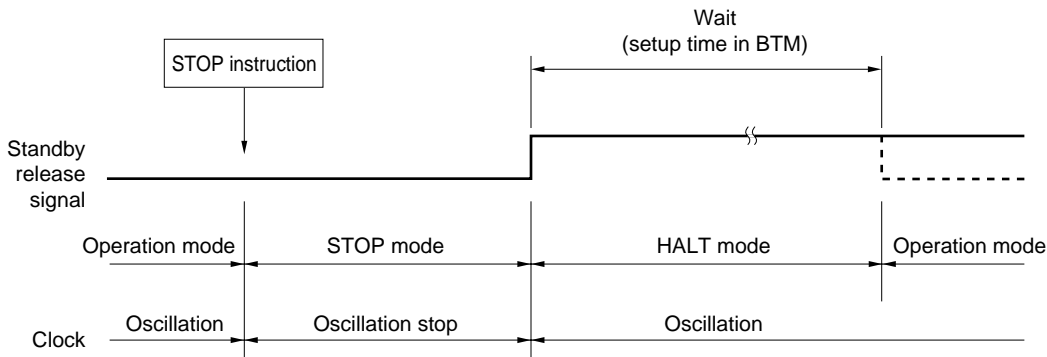 Wait
(setup time in BTM)
STOP instruction
Standby
release
signal
Operation mode
STOP mode
HALT mode
Operation mode
Clock
Oscillation
Oscillation stop
Oscillation